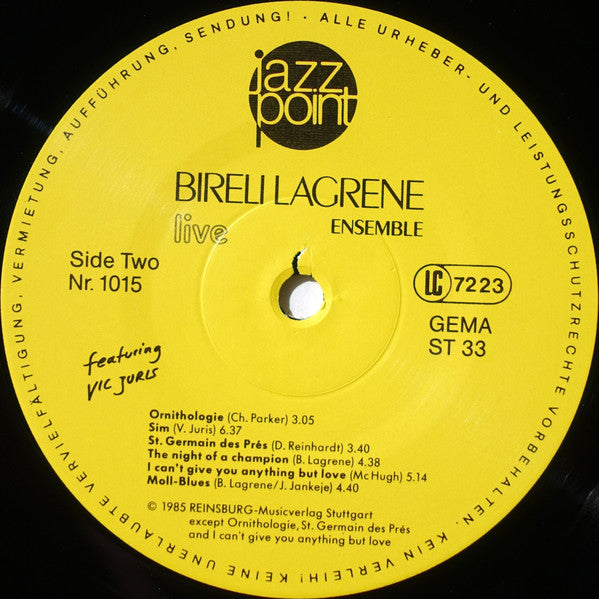 jazz
point
BIRELI LAGRENE
live
ENSEMBLE
Side Two
Nr. 1015
LC 7223
GEMA
ST 33
featuring
VIC JURIS
Ornithologie (Ch. Parker) 3.05
Sim (V. Juris) 6.37
St. Germain des Prés (D. Reinhardt) 3.40
The night of a champion (B. Lagrene) 4.38
I can't give you anything but love (Mc Hugh) 5.14
Moll-Blues (B. Lagrene/J. Jankeje) 4.40
© 1985 REINSBURG-Musicverlag Stuttgart
except Ornithologie, St. Germain des Prés
and I can't give you anything but love
· ALLE URHEBER- UND LEISTUNGSSCHUTZRECHTE VORBEHALTEN. KEIN VERLEIH! KEINE UNERLAUBTE VERVIELFÄLTIGUNG, VERMIETUNG, AUFFÜHRUNG, SENDUNG!